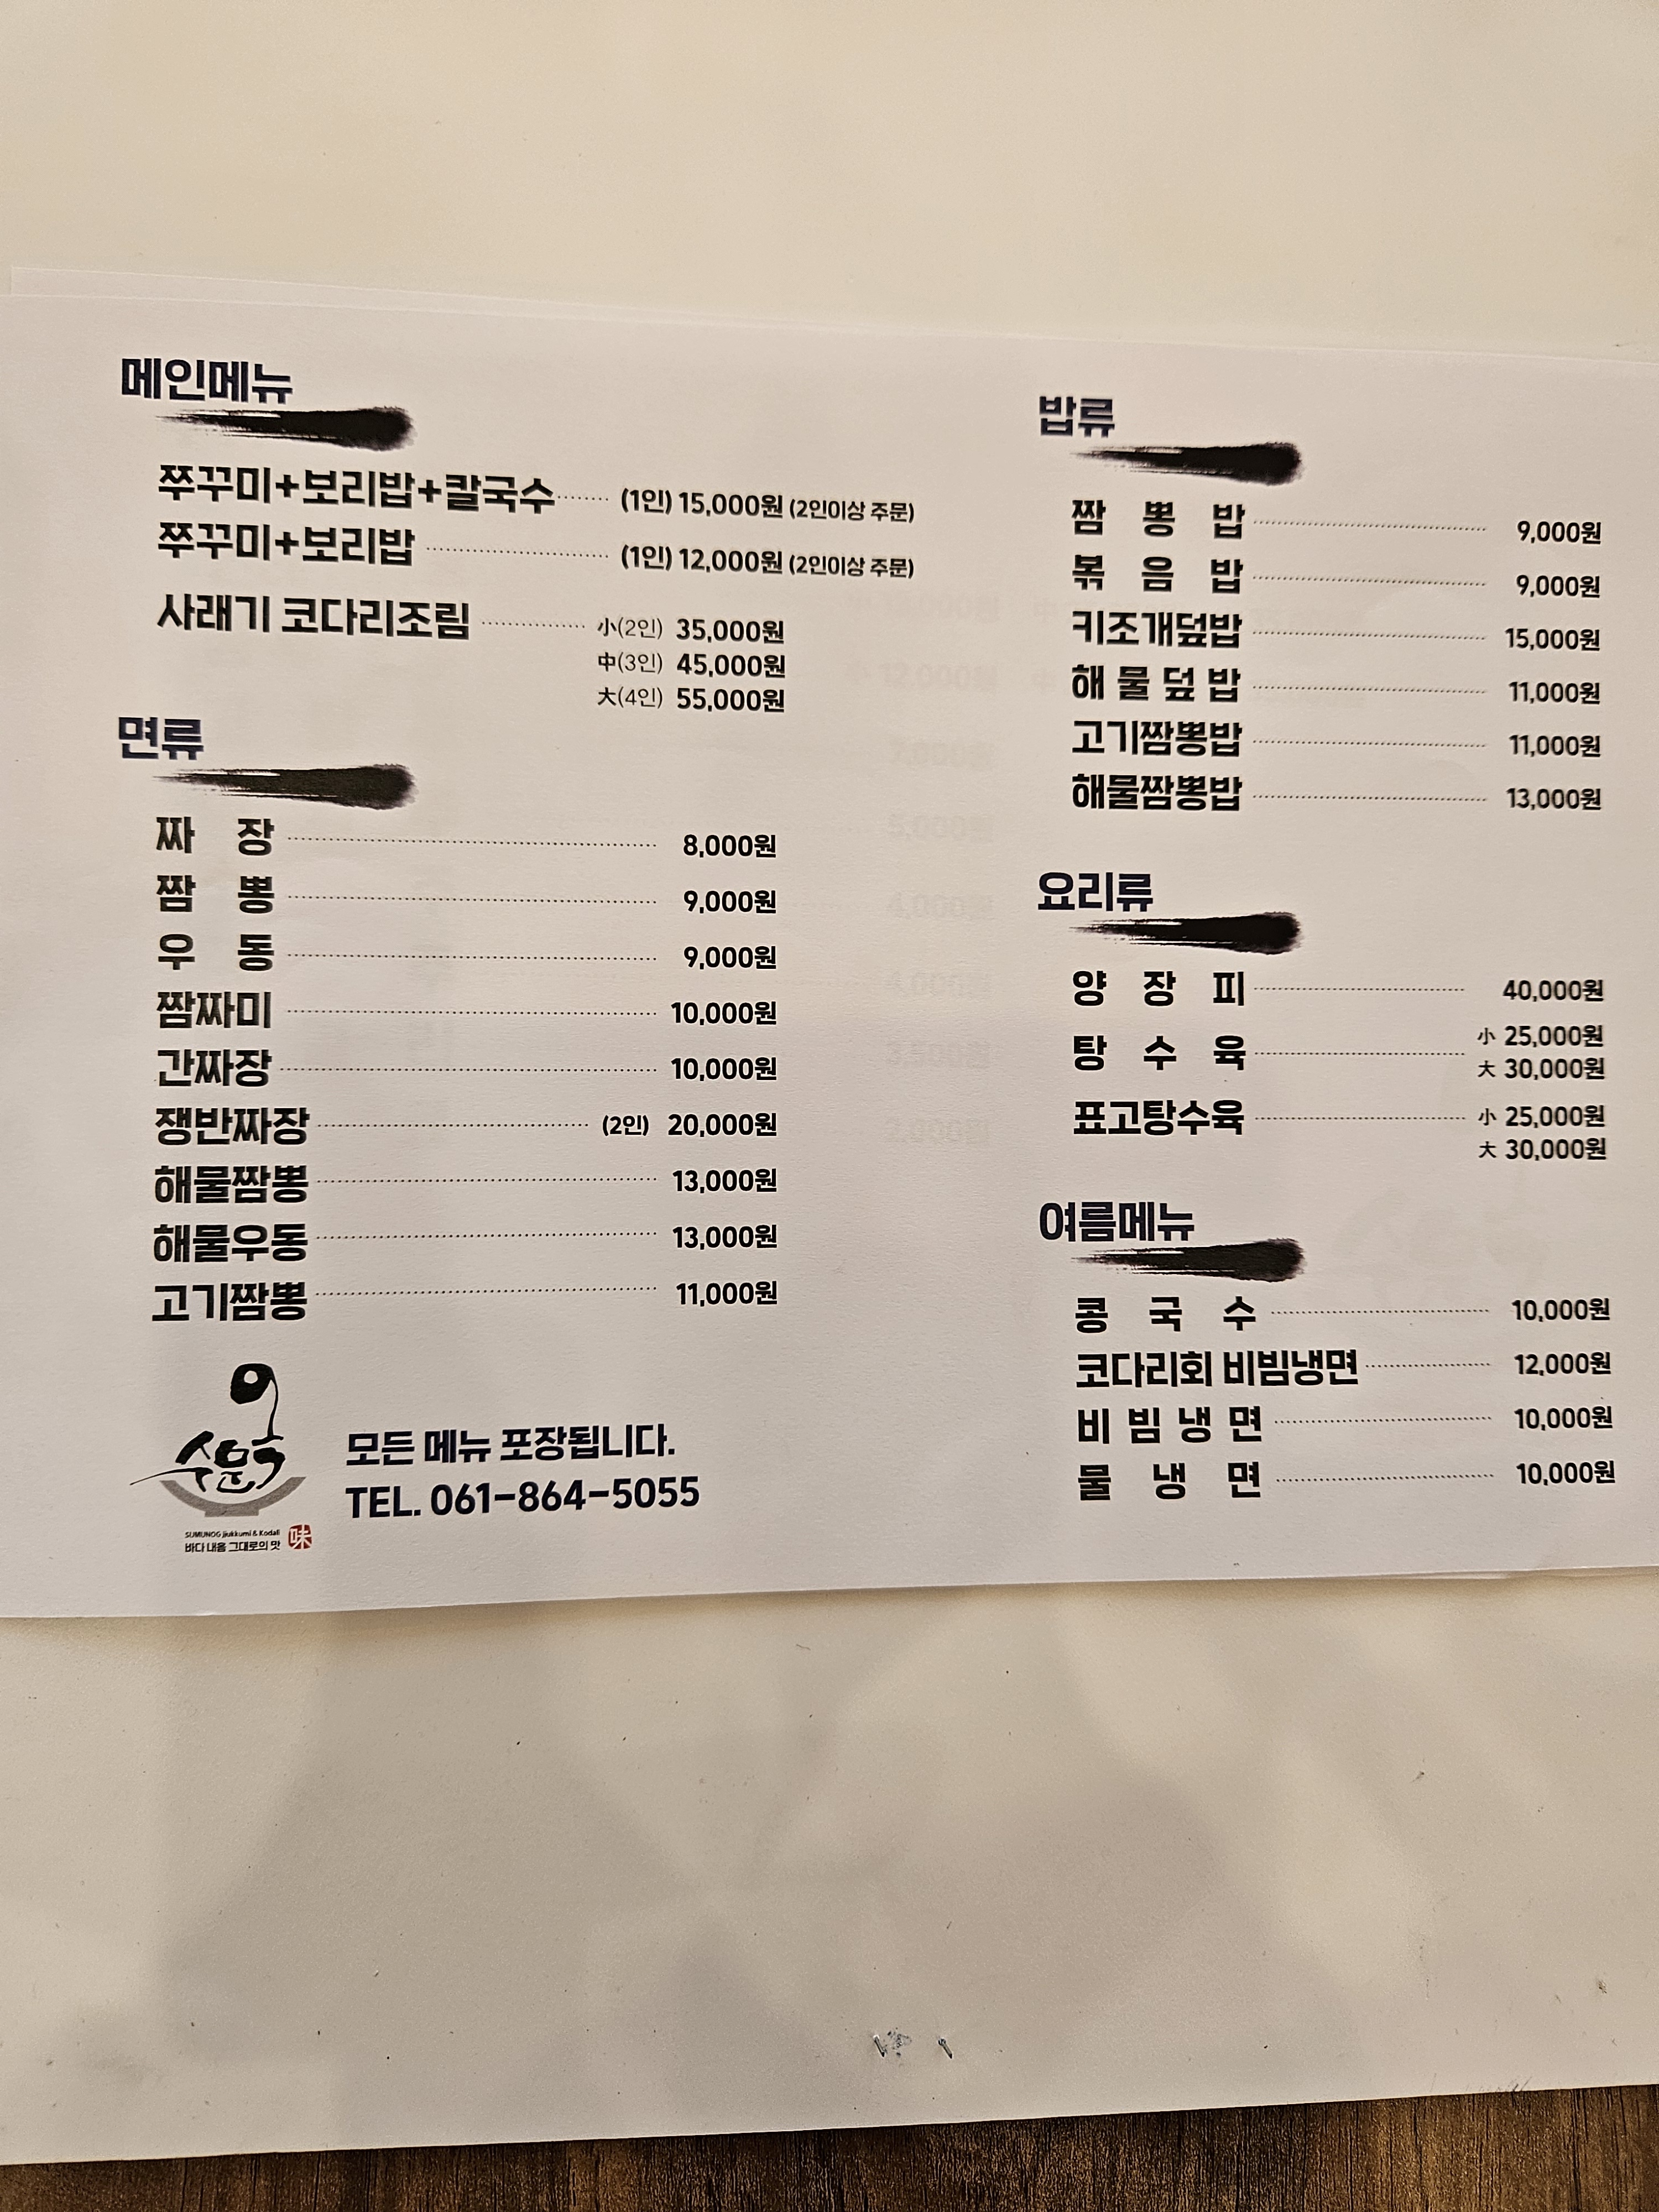 메인메뉴
쭈꾸미+보리밥+칼국수 (1인) 15,000원 (2인이상 주문)
쭈꾸미+보리밥 (1인) 12,000원 (2인이상 주문)
사래기 코다리조림 小(2인) 35,000원
中(3인) 45,000원
大(4인) 55,000원
면류
짜 장 8,000원
짬 뽕 9,000원
우 동 9,000원
짬짜미 10,000원
간짜장 10,000원
쟁반짜장 (2인) 20,000원
해물짬뽕 13,000원
해물우동 13,000원
고기짬뽕 11,000원
수문옥
SUMUNOG jjukkumi & Kodali
바다 내음 그대로의 맛 味
모든 메뉴 포장됩니다.
TEL. 061-864-5055
밥류
짬 뽕 밥 9,000원
볶 음 밥 9,000원
키조개덮밥 15,000원
해 물 덮 밥 11,000원
고기짬뽕밥 11,000원
해물짬뽕밥 13,000원
요리류
양 장 피 40,000원
탕 수 육 小 25,000원
大 30,000원
표고탕수육 小 25,000원
大 30,000원
여름메뉴
콩 국 수 10,000원
코다리회 비빔냉면 12,000원
비 빔 냉 면 10,000원
물 냉 면 10,000원